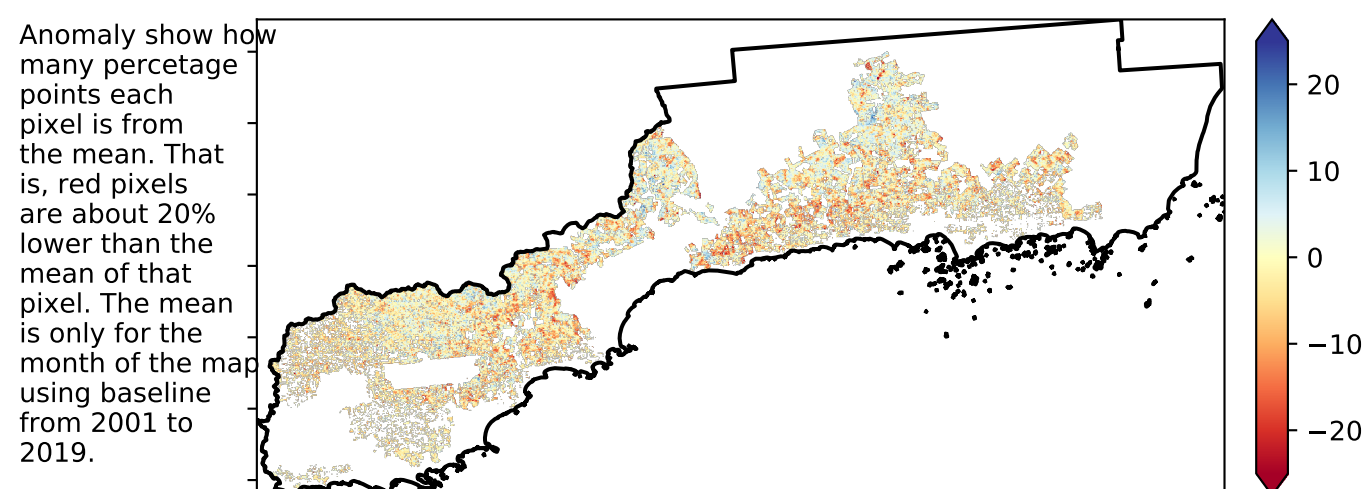 Anomaly show how
many percetage
points each
pixel is from
the mean. That
is, red pixels
are about 20%
lower than the
mean of that
pixel. The mean
is only for the
month of the map
using baseline
from 2001 to
2019.
20
10
0
−10
−20